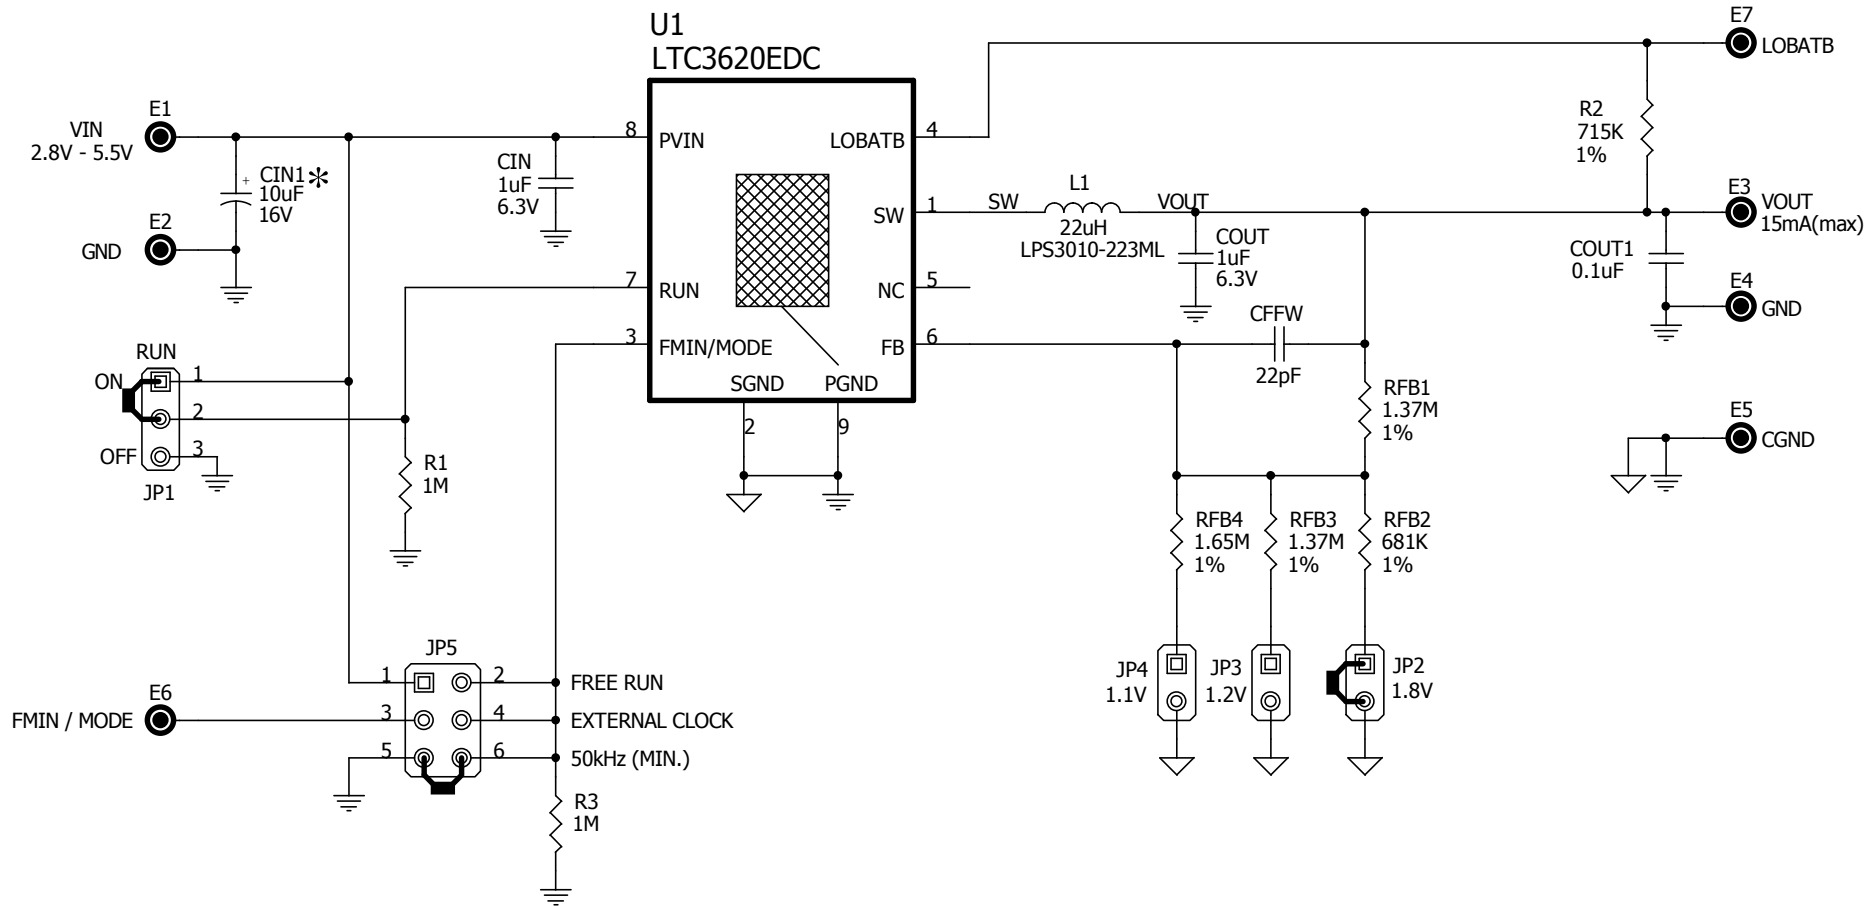 U1
LTC3620EDC
E7
LOBATB
E1
VIN
2.8V - 5.5V
8
PVIN
LOBATB
4
R2
715K
1%
+
CIN1*
10uF
16V
CIN
1uF
6.3V
E2
GND
SW
1
SW
L1
22uH
LPS3010-223ML
VOUT
E3
VOUT
15mA(max)
COUT
1uF
6.3V
COUT1
0.1uF
7
RUN
NC
5
E4
GND
3
FMIN/MODE
FB
6
CFFW
22pF
RUN
ON
1
2
OFF
3
JP1
SGND
PGND
2
9
RFB1
1.37M
1%
E5
CGND
R1
1M
RFB4
1.65M
1%
RFB3
1.37M
1%
RFB2
681K
1%
JP5
1
2
FREE RUN
E6
FMIN / MODE
3
4
EXTERNAL CLOCK
5
6
50kHz (MIN.)
JP4
1.1V
JP3
1.2V
JP2
1.8V
R3
1M